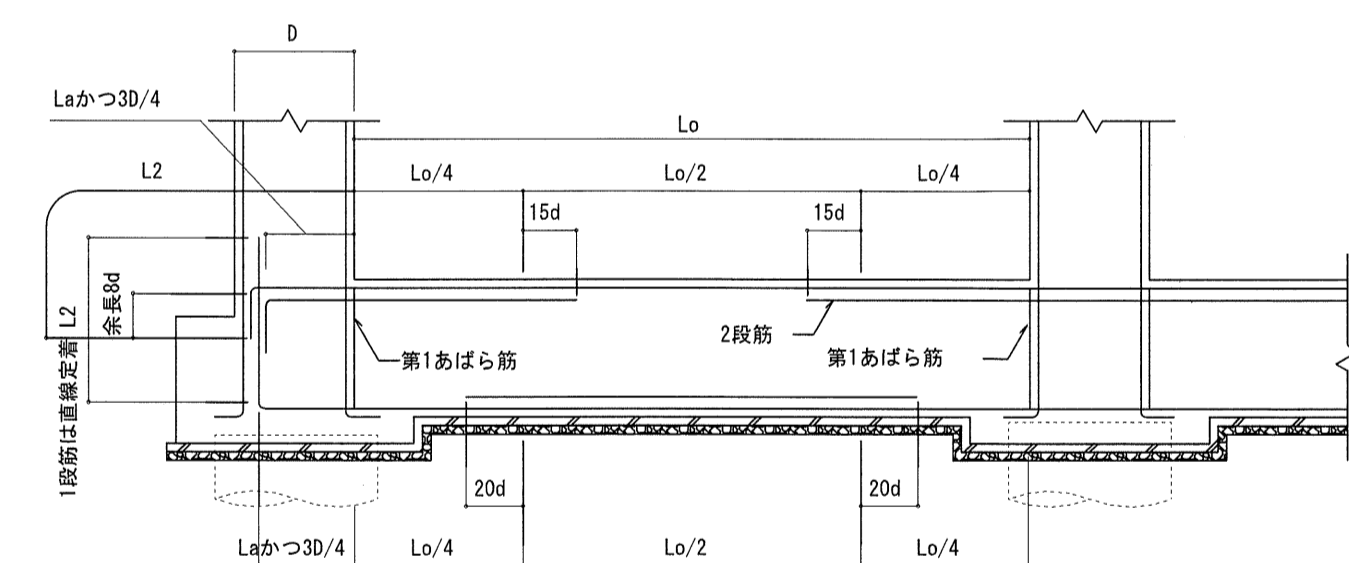 D
Laかつ3D/4
Lo
L2
Lo/4
Lo/2
Lo/4
15d
15d
1段筋は直線定着 L2
余長8d
2段筋
第1あばら筋
第1あばら筋
20d
20d
Laかつ3D/4
Lo/4
Lo/2
Lo/4